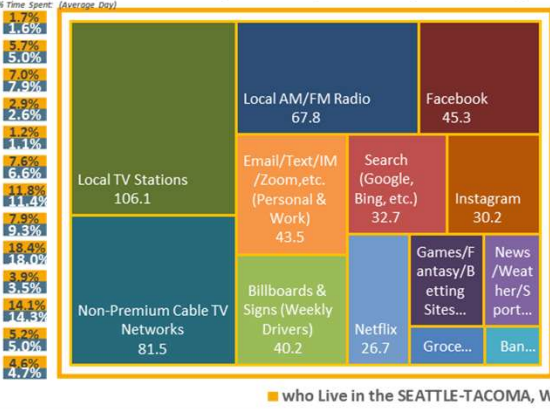 % Time Spent: (Average Day)
1.7%
1.6%
5.7%
5.0%
7.0%
7.9%
2.9%
2.6%
1.2%
1.1%
7.6%
6.6%
11.8%
11.4%
7.9%
9.3%
18.4%
18.0%
3.9%
3.5%
14.1%
14.3%
5.2%
5.0%
4.6%
4.7%
Local TV Stations
106.1
Non-Premium Cable TV
Networks
81.5
Local AM/FM Radio
67.8
Facebook
45.3
Email/Text/IM
/Zoom,etc.
(Personal &
Work)
43.5
Billboards &
Signs (Weekly
Drivers)
40.2
Search
(Google,
Bing, etc.)
32.7
Instagram
30.2
Netflix
26.7
Games/F
antasy/B
etting
Sites...
News
/Weat
her/S
port...
Groce...
Ban...
who Live in the SEATTLE-TACOMA, W